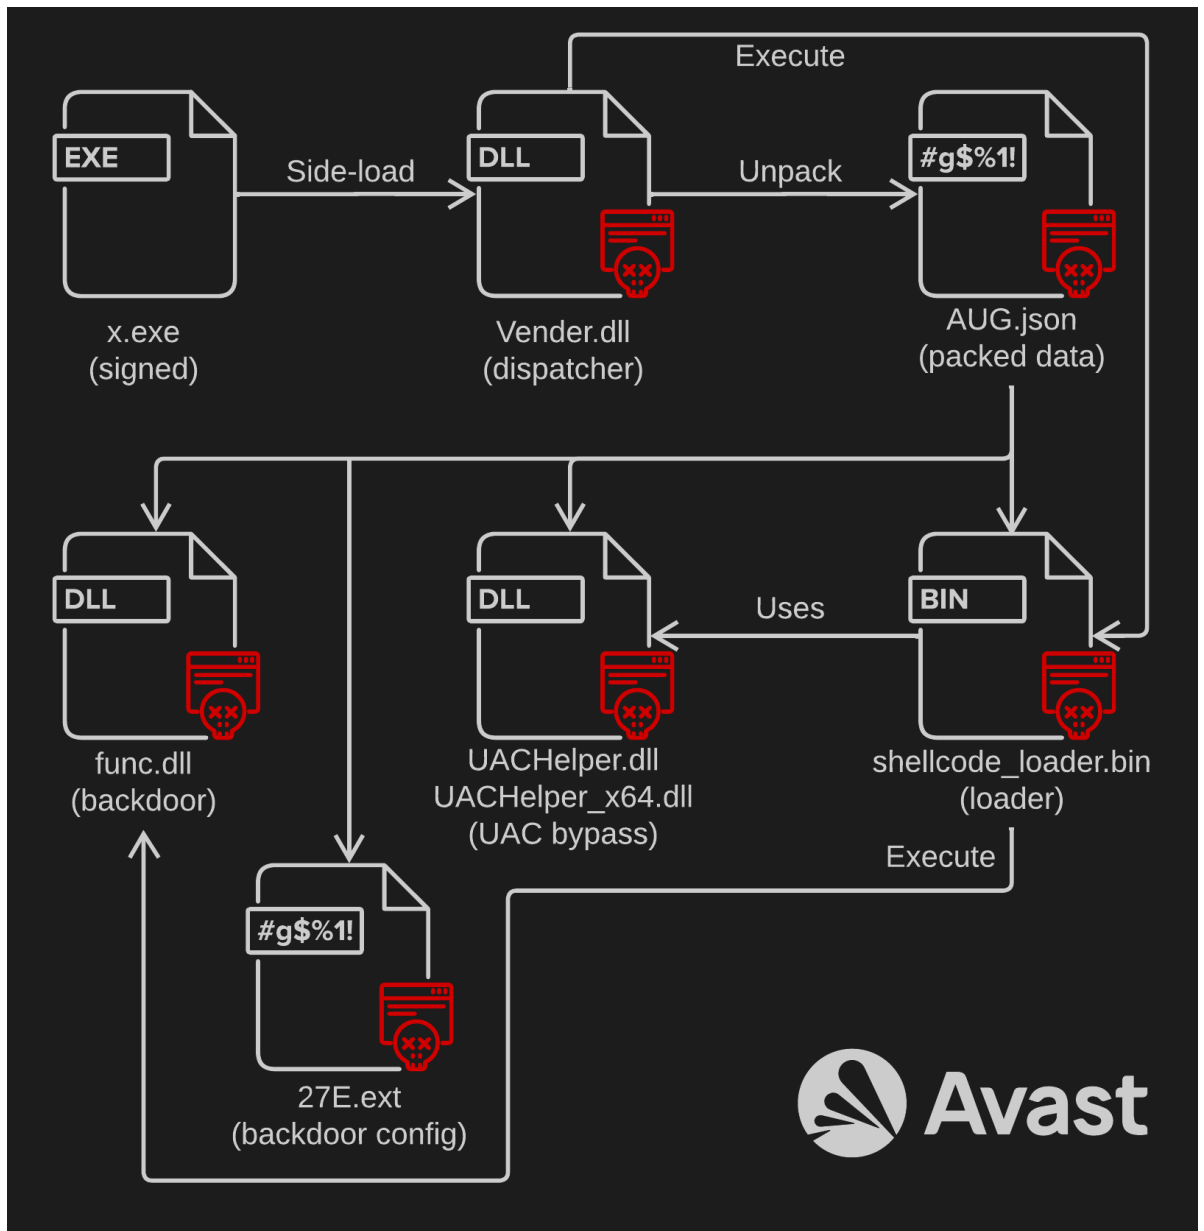 Execute
EXE
Side-load
DLL
Unpack
#g$%1!
x.exe
(signed)
Vender.dll
(dispatcher)
AUG.json
(packed data)
DLL
DLL
Uses
BIN
func.dll
(backdoor)
UACHelper.dll
UACHelper_x64.dll
(UAC bypass)
shellcode_loader.bin
(loader)
Execute
#g$%1!
27E.ext
(backdoor config)
Avast